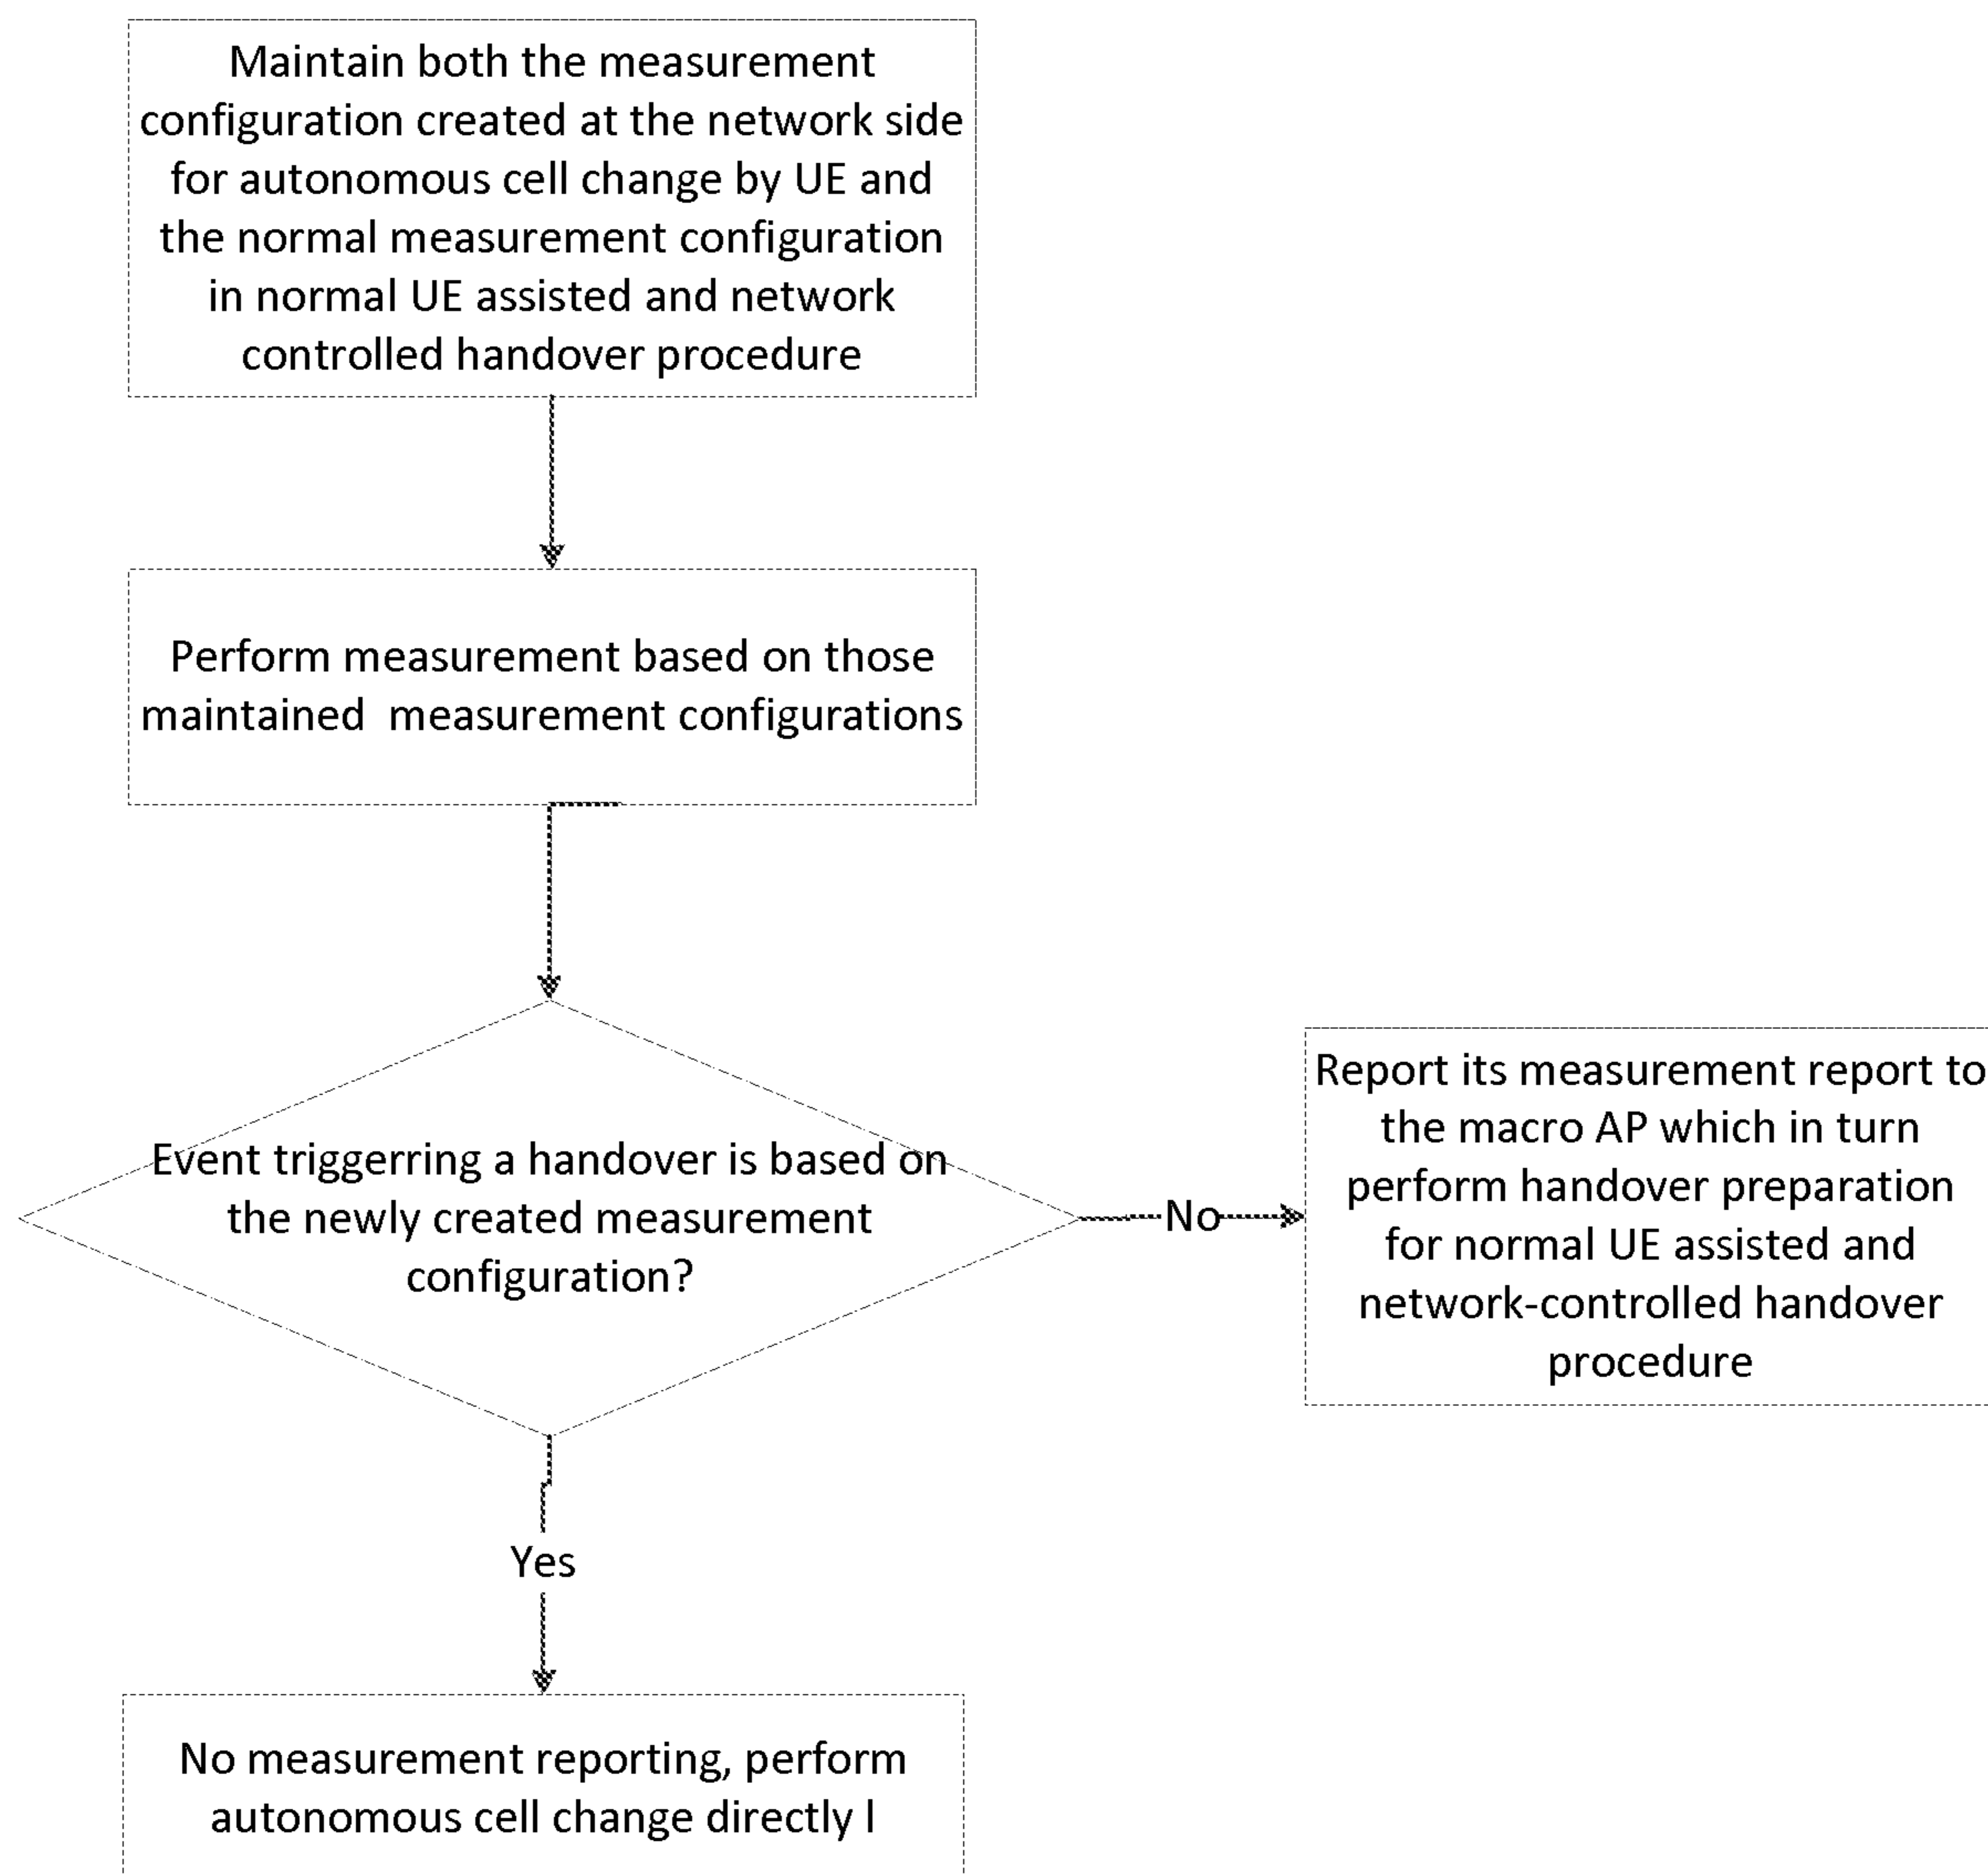 Maintain both the measurement
configuration created at the network side
for autonomous cell change by UE and
the normal measurement configuration
in normal UE assisted and network
controlled handover procedure
Perform measurement based on those
maintained  measurement configurations
Event triggerring a handover is based on
the newly created measurement
configuration?
No
Report its measurement report to
the macro AP which in turn
perform handover preparation
for normal UE assisted and
network-controlled handover
procedure
Yes
No measurement reporting, perform
autonomous cell change directly l